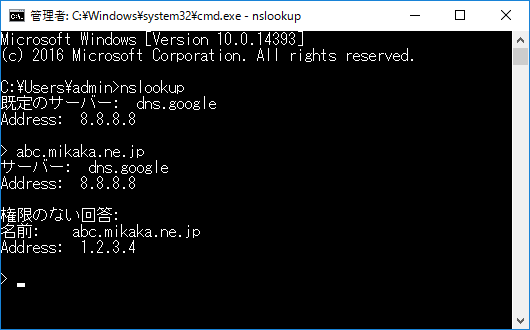 管理者: C:¥Windows¥system32¥cmd.exe - nslookup
Microsoft Windows [Version 10.0.14393]
(c) 2016 Microsoft Corporation. All rights reserved.
C:¥Users¥admin>nslookup
既定のサーバー:  dns.google
Address:  8.8.8.8
> abc.mikaka.ne.jp
サーバー:  dns.google
Address:  8.8.8.8
権限のない回答:
名前:    abc.mikaka.ne.jp
Address:  1.2.3.4
>